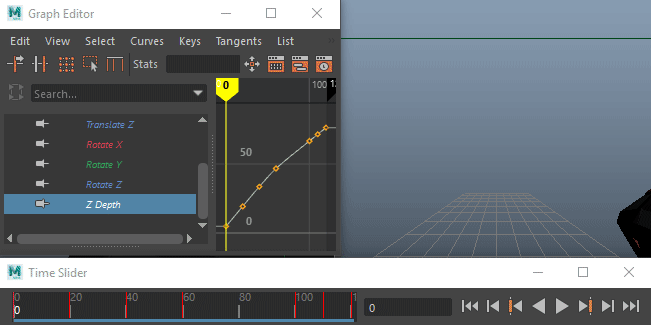 M Graph Editor
Edit View Select Curves Keys Tangents List
Stats
Search...
0
100
Translate Z
Rotate X
Rotate Y
Rotate Z
Z Depth
50
0
M Time Slider
0 20 40 60 80 100
0
0